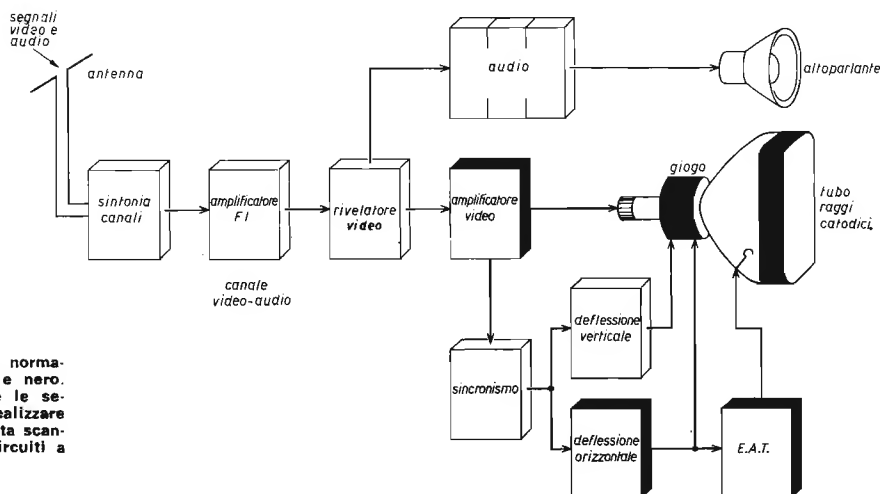 segnali
video e
audio
antenna
audio
altoparlante
sintonia
canali
amplificatore
F I
rivelatore
video
amplificatore
video
giogo
tubo
raggi
catodici
canale
video-audio
deflessione
verticale
sincronismo
deflessione
orizzontale
E.A.T.
norma-
e nero.
e le se-
ealizzare
ta scan-
ircuiti a